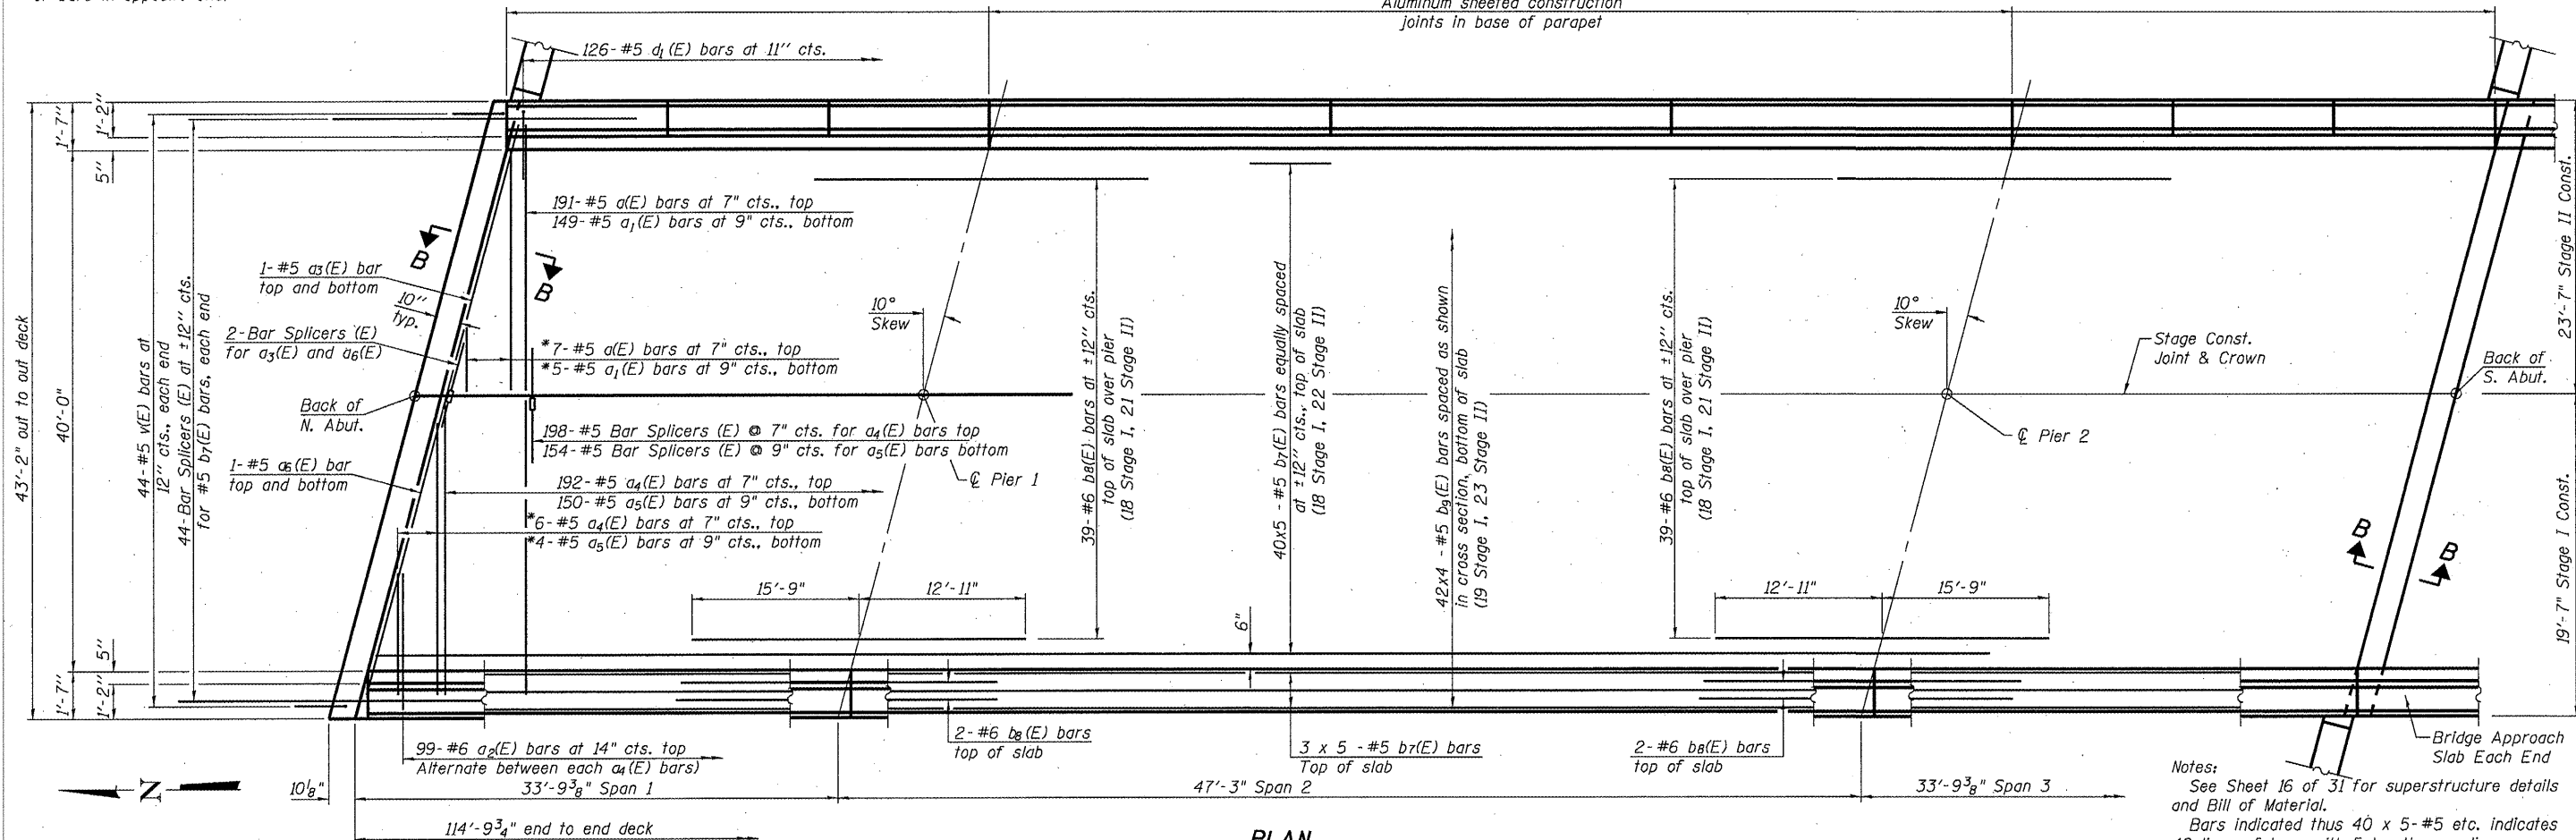 Aluminum sheeted construction
joints in base of parapet
126-#5 d1(E) bars at 11" cts.
1'-7"
1'-2"
5"
191-#5 a(E) bars at 7" cts., top
149-#5 a1(E) bars at 9" cts., bottom
B
B
1-#5 a3(E) bar
top and bottom
10"
typ.
2-Bar Splicers (E)
for a3(E) and a6(E)
*7-#5 a(E) bars at 7" cts., top
*5-#5 a1(E) bars at 9" cts., bottom
10°
Skew
Back of
N. Abut.
198-#5 Bar Splicers (E) @ 7" cts. for a4(E) bars top
154-#5 Bar Splicers (E) @ 9" cts. for a5(E) bars bottom
℄ Pier 1
1-#5 a6(E) bar
top and bottom
192-#5 a4(E) bars at 7" cts., top
150-#5 a5(E) bars at 9" cts., bottom
*6-#5 a4(E) bars at 7" cts., top
*4-#5 a5(E) bars at 9" cts., bottom
43'-2" out to out deck
40'-0"
44-#5 v(E) bars at
12" cts., each end
44-Bar Splicers (E) at ±12" cts.
for #5 b7(E) bars, each end
39-#6 b8(E) bars at ±12" cts.
top of slab over pier
(18 Stage I, 21 Stage II)
40x5 -#5 b7(E) bars equally spaced
at ±12" cts., top of slab
(18 Stage I, 22 Stage II)
42x4 -#5 b9(E) bars spaced as shown
in cross section, bottom of slab
(19 Stage I, 23 Stage II)
39-#6 b8(E) bars at ±12" cts.
top of slab over pier
(18 Stage I, 21 Stage II)
10°
Skew
Stage Const.
Joint & Crown
Back of
S. Abut.
℄ Pier 2
23'-7" Stage II Const.
19'-7" Stage I Const.
B
B
15'-9"
12'-11"
6"
12'-11"
15'-9"
5"
1'-7"
1'-2"
99-#6 a2(E) bars at 14" cts. top
Alternate between each a4(E) bars)
2-#6 b8(E) bars
top of slab
3 x 5 -#5 b7(E) bars
Top of slab
2-#6 b8(E) bars
top of slab
Bridge Approach
Slab Each End
N
10⅛"
33'-9⅜" Span 1
47'-3" Span 2
33'-9⅜" Span 3
114'-9¾" end to end deck
Notes:
See Sheet 16 of 31 for superstructure details
and Bill of Material.
Bars indicated thus 40 x 5-#5 etc. indicates
PLAN